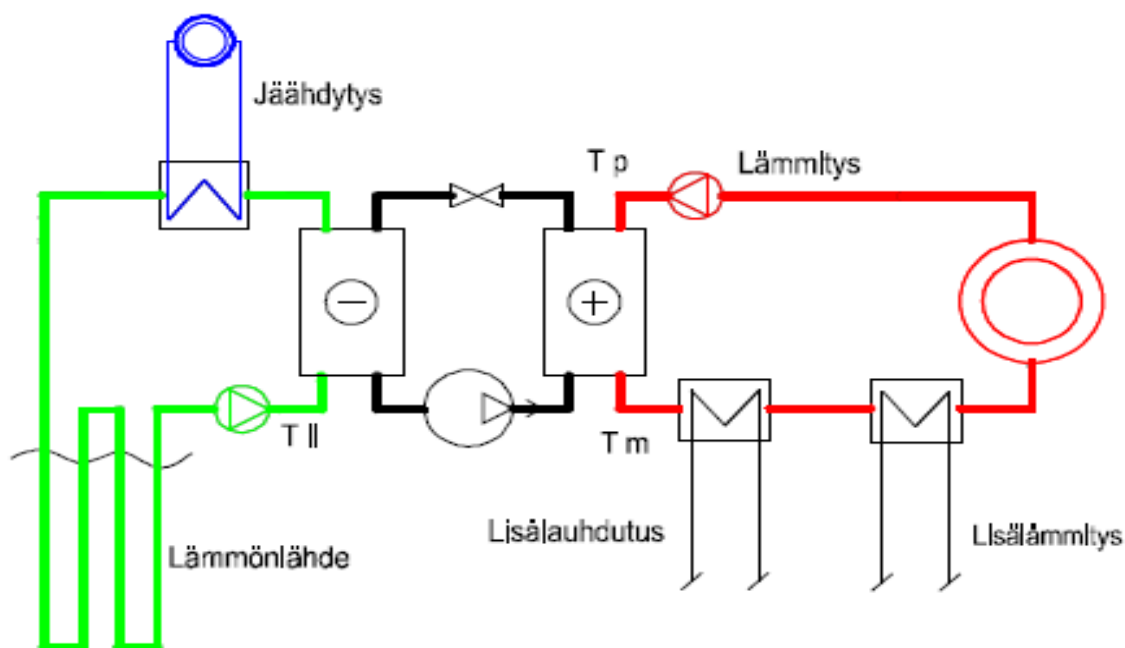 Jäähdytys
T p
Lämmitys
T ll
T m
Lisälauhdutus
Lisälämmitys
Lämmönlähde